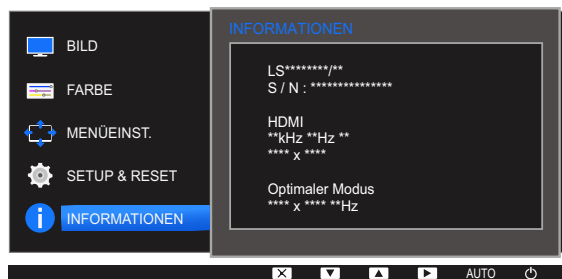 BILD
FARBE
MENÜEINST.
SETUP & RESET
INFORMATIONEN
INFORMATIONEN
LS********/**
S / N : ***************
HDMI
**kHz **Hz **
**** x ****
Optimaler Modus
**** x **** **Hz
AUTO